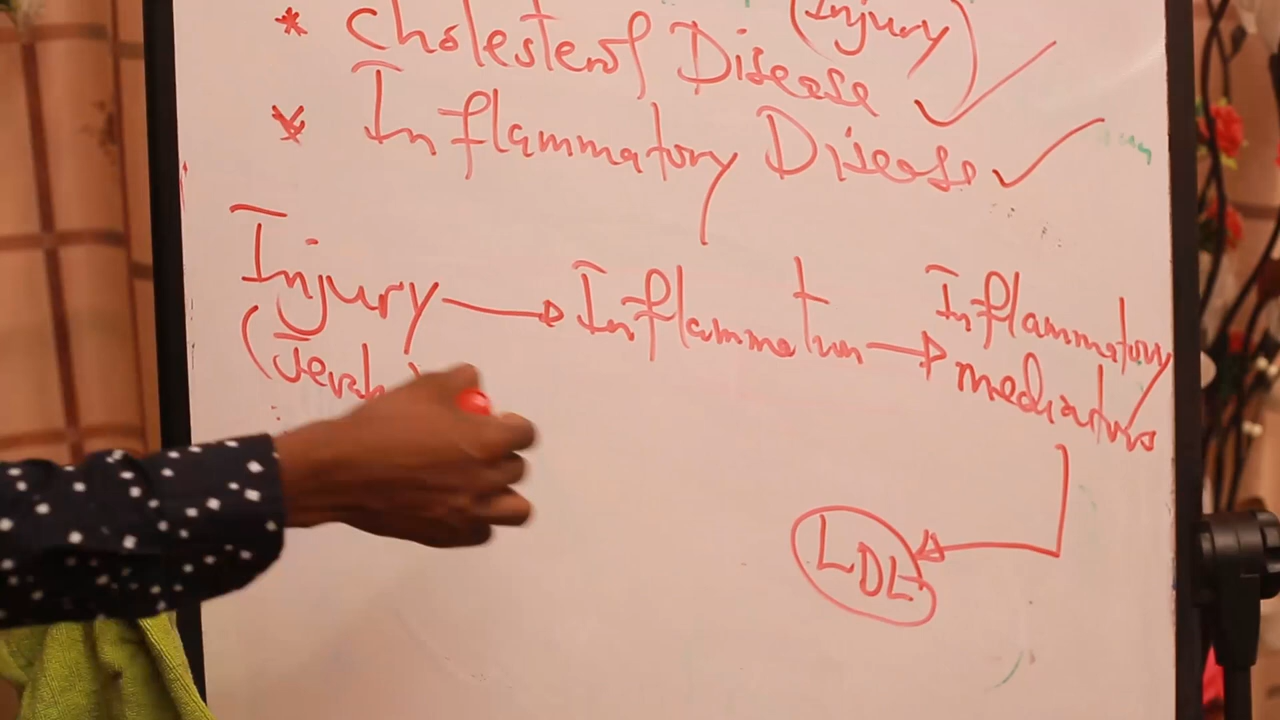 (Injury)
* Cholesterol Disease
* Inflammatory Disease
Injury → Inflammation → Inflammatory mediators
LDL